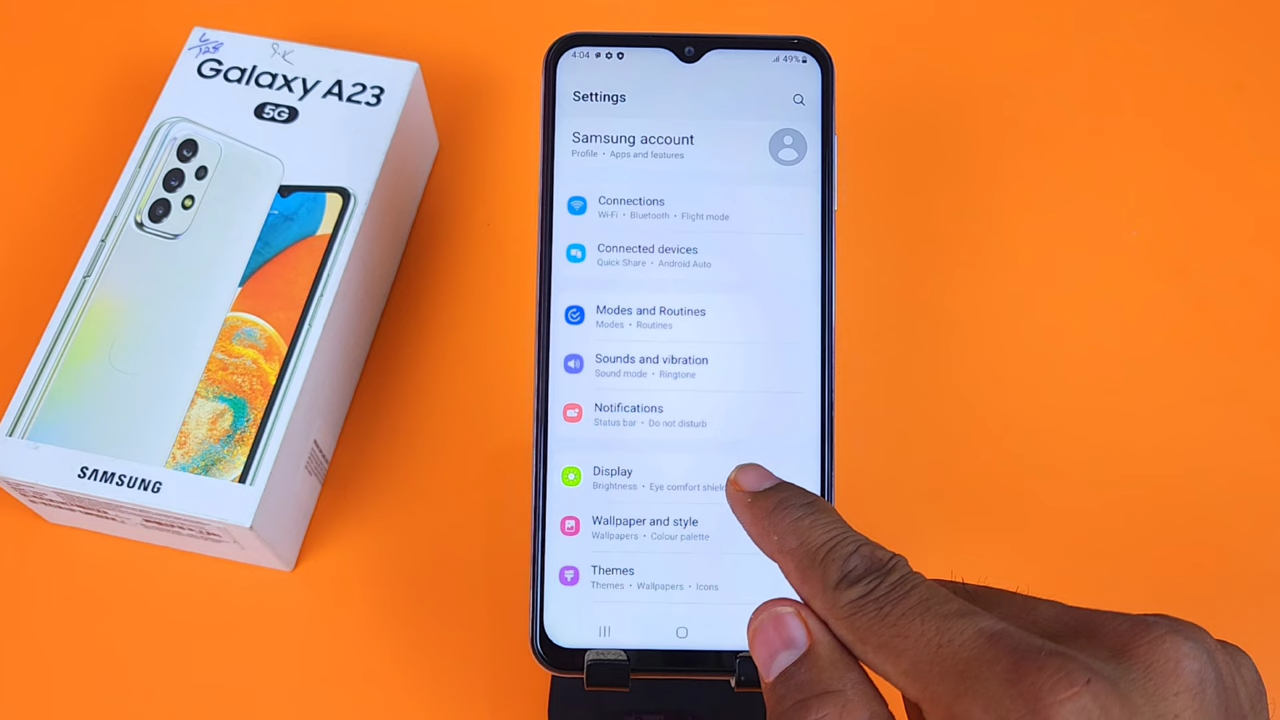 Galaxy A23
5G
SAMSUNG
4:04
49%
Settings
Samsung account
Profile • Apps and features
Connections
Wi-Fi • Bluetooth • Flight mode
Connected devices
Quick Share • Android Auto
Modes and Routines
Modes • Routines
Sounds and vibration
Sound mode • Ringtone
Notifications
Status bar • Do not disturb
Display
Brightness • Eye comfort shield
Wallpaper and style
Wallpapers • Colour palette
Themes
Themes • Wallpapers • Icons